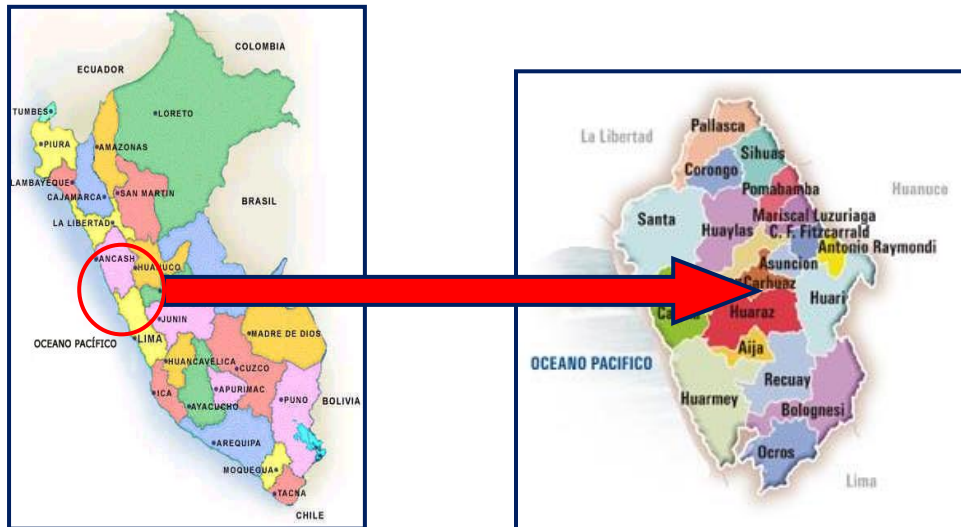 COLOMBIA
ECUADOR
TUMBES
LORETO
PIURA
AMAZONAS
LAMBAYEQUE
CAJAMARCA
SAN MARTIN
BRASIL
LA LIBERTAD
ANCASH
HUANUCO
JUNIN
LIMA
MADRE DE DIOS
OCEANO PACÍFICO
HUANCAVELICA
CUZCO
ICA
APURIMAC
AYACUCHO
PUNO
BOLIVIA
AREQUIPA
MOQUEGUA
TACNA
CHILE
Pallasca
La Libertad
Sihuas
Corongo
Pomabamba
Huanuco
Santa
Huaylas
Mariscal Luzuriaga
C. F. Fitzcarrald
Antonio Raymondi
Asuncion
Carhuaz
Huari
Huaraz
Aija
OCEANO PACIFICO
Recuay
Huarmey
Bolognesi
Ocros
Lima